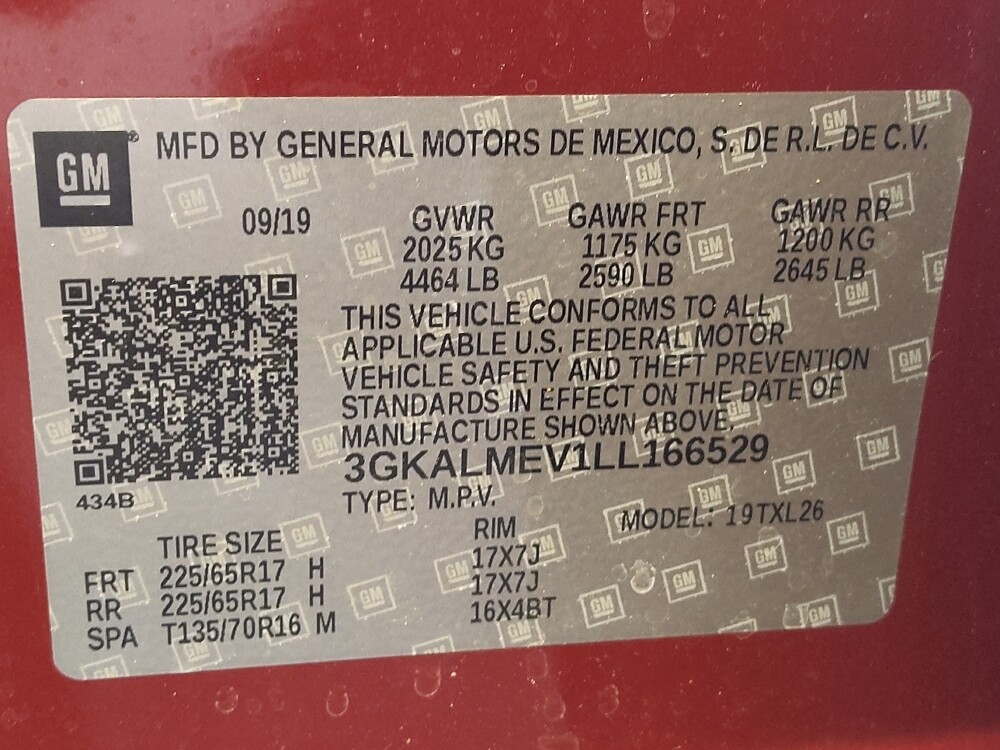 GM® MFD BY GENERAL MOTORS DE MEXICO, S. DE R.L. DE C.V.
09/19 GVWR GAWR FRT GAWR RR
2025 KG 1175 KG 1200 KG
4464 LB 2590 LB 2645 LB
THIS VEHICLE CONFORMS TO ALL
APPLICABLE U.S. FEDERAL MOTOR
VEHICLE SAFETY AND THEFT PREVENTION
STANDARDS IN EFFECT ON THE DATE OF
MANUFACTURE SHOWN ABOVE.
3GKALMEV1LL166529
434B
TYPE: M.P.V. MODEL: 19TXL26
TIRE SIZE RIM
FRT 225/65R17 H 17X7J
RR 225/65R17 H 17X7J
SPA T135/70R16 M 16X4BT